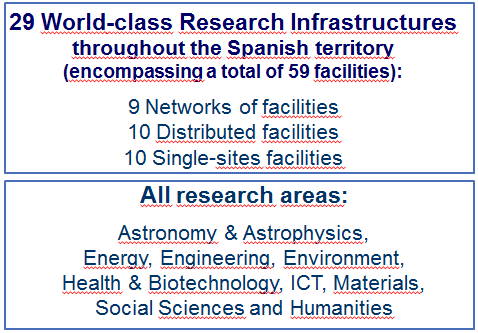 29 World-class Research Infrastructures
throughout the Spanish territory
(encompassing a total of 59 facilities):
9 Networks of facilities
10 Distributed facilities
10 Single-sites facilities
All research areas:
Astronomy & Astrophysics,
Energy, Engineering, Environment,
Health & Biotechnology, ICT, Materials,
Social Sciences and Humanities